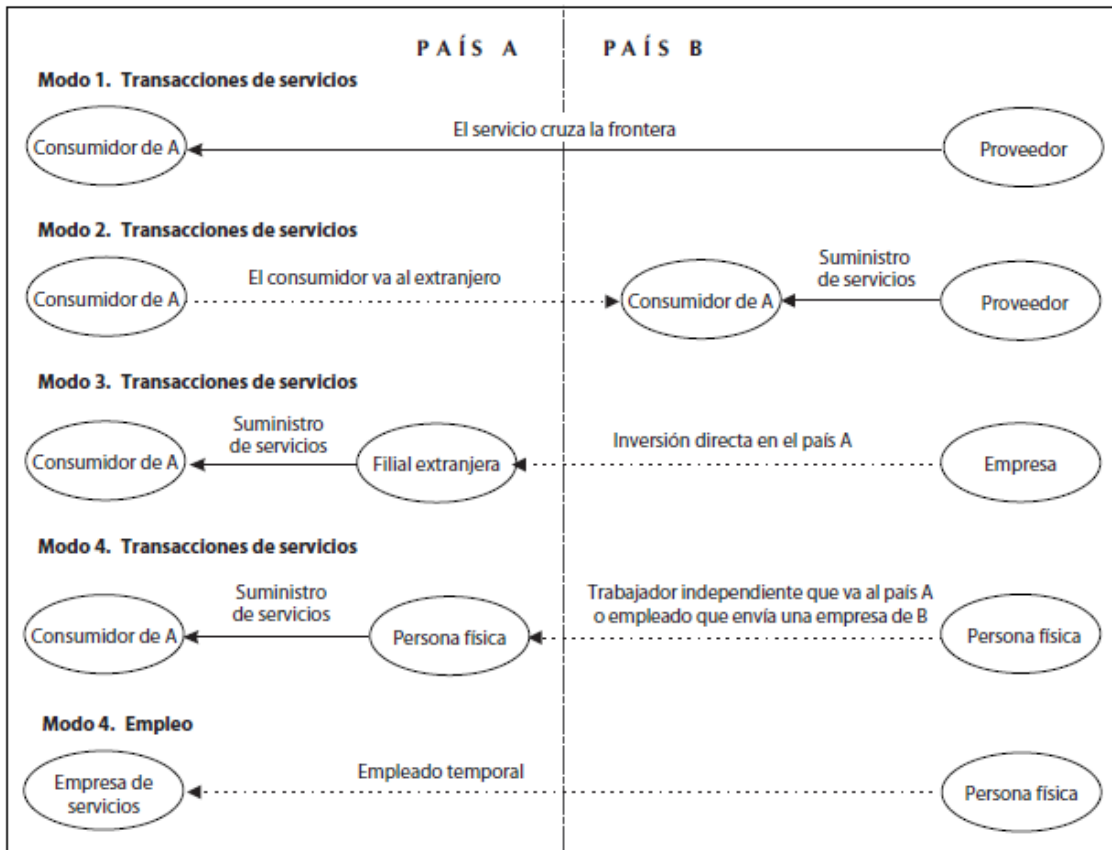 PAÍS A
PAÍS B
Modo 1. Transacciones de servicios
Consumidor de A
El servicio cruza la frontera
Proveedor
Modo 2. Transacciones de servicios
Consumidor de A
El consumidor va al extranjero
Consumidor de A
Suministro
de servicios
Proveedor
Modo 3. Transacciones de servicios
Consumidor de A
Suministro
de servicios
Filial extranjera
Inversión directa en el país A
Empresa
Modo 4. Transacciones de servicios
Consumidor de A
Suministro
de servicios
Persona física
Trabajador independiente que va al país A
o empleado que envía una empresa de B
Persona física
Modo 4. Empleo
Empresa de
servicios
Empleado temporal
Persona física